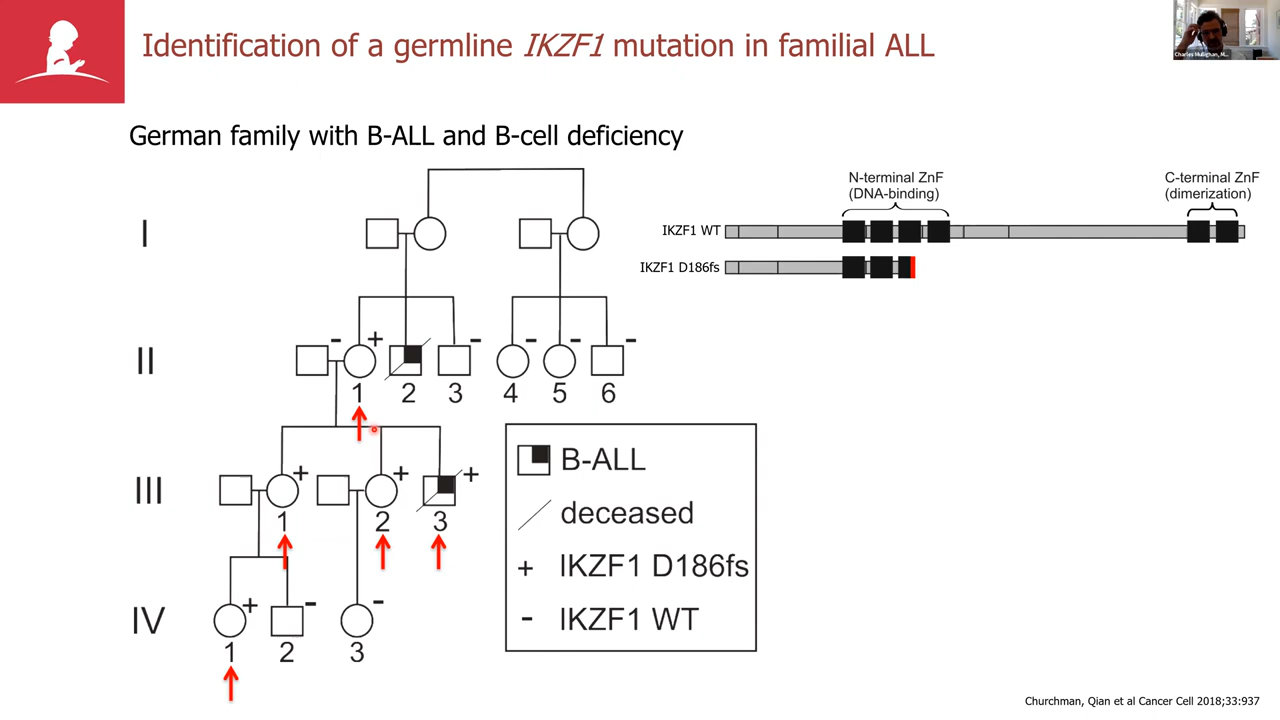 Identification of a germline IKZF1 mutation in familial ALL
Charles Mullighan, M...
German family with B-ALL and B-cell deficiency
N-terminal ZnF
(DNA-binding)
C-terminal ZnF
(dimerization)
IKZF1 WT
IKZF1 D186fs
I
II
- + - - - -
1 2 3 4 5 6
III
+ + +
1 2 3
IV
+ - -
1 2 3
B-ALL
deceased
+ IKZF1 D186fs
- IKZF1 WT
Churchman, Qian et al Cancer Cell 2018;33:937